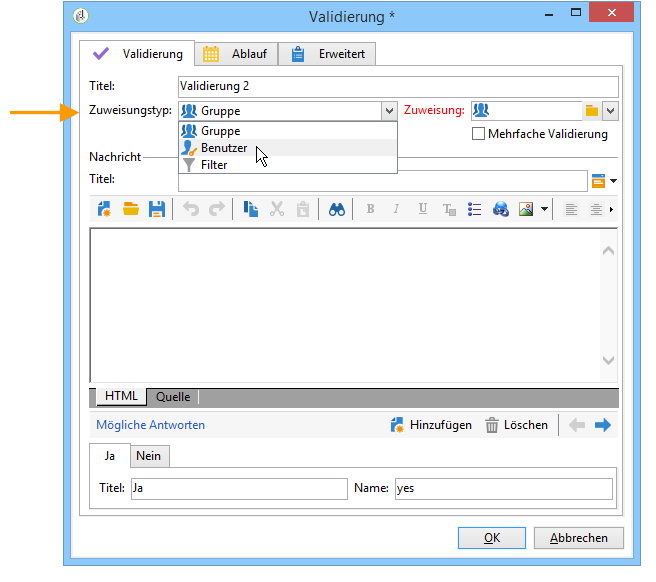 Validierung *
Validierung Ablauf Erweitert
Titel: Validierung 2
Zuweisungstyp: Gruppe Zuweisung:
Gruppe
Mehrfache Validierung
Benutzer
Nachricht
Filter
Titel:
B I U T
HTML Quelle
Mögliche Antworten Hinzufügen Löschen
Ja Nein
Titel: Ja Name: yes
OK Abbrechen